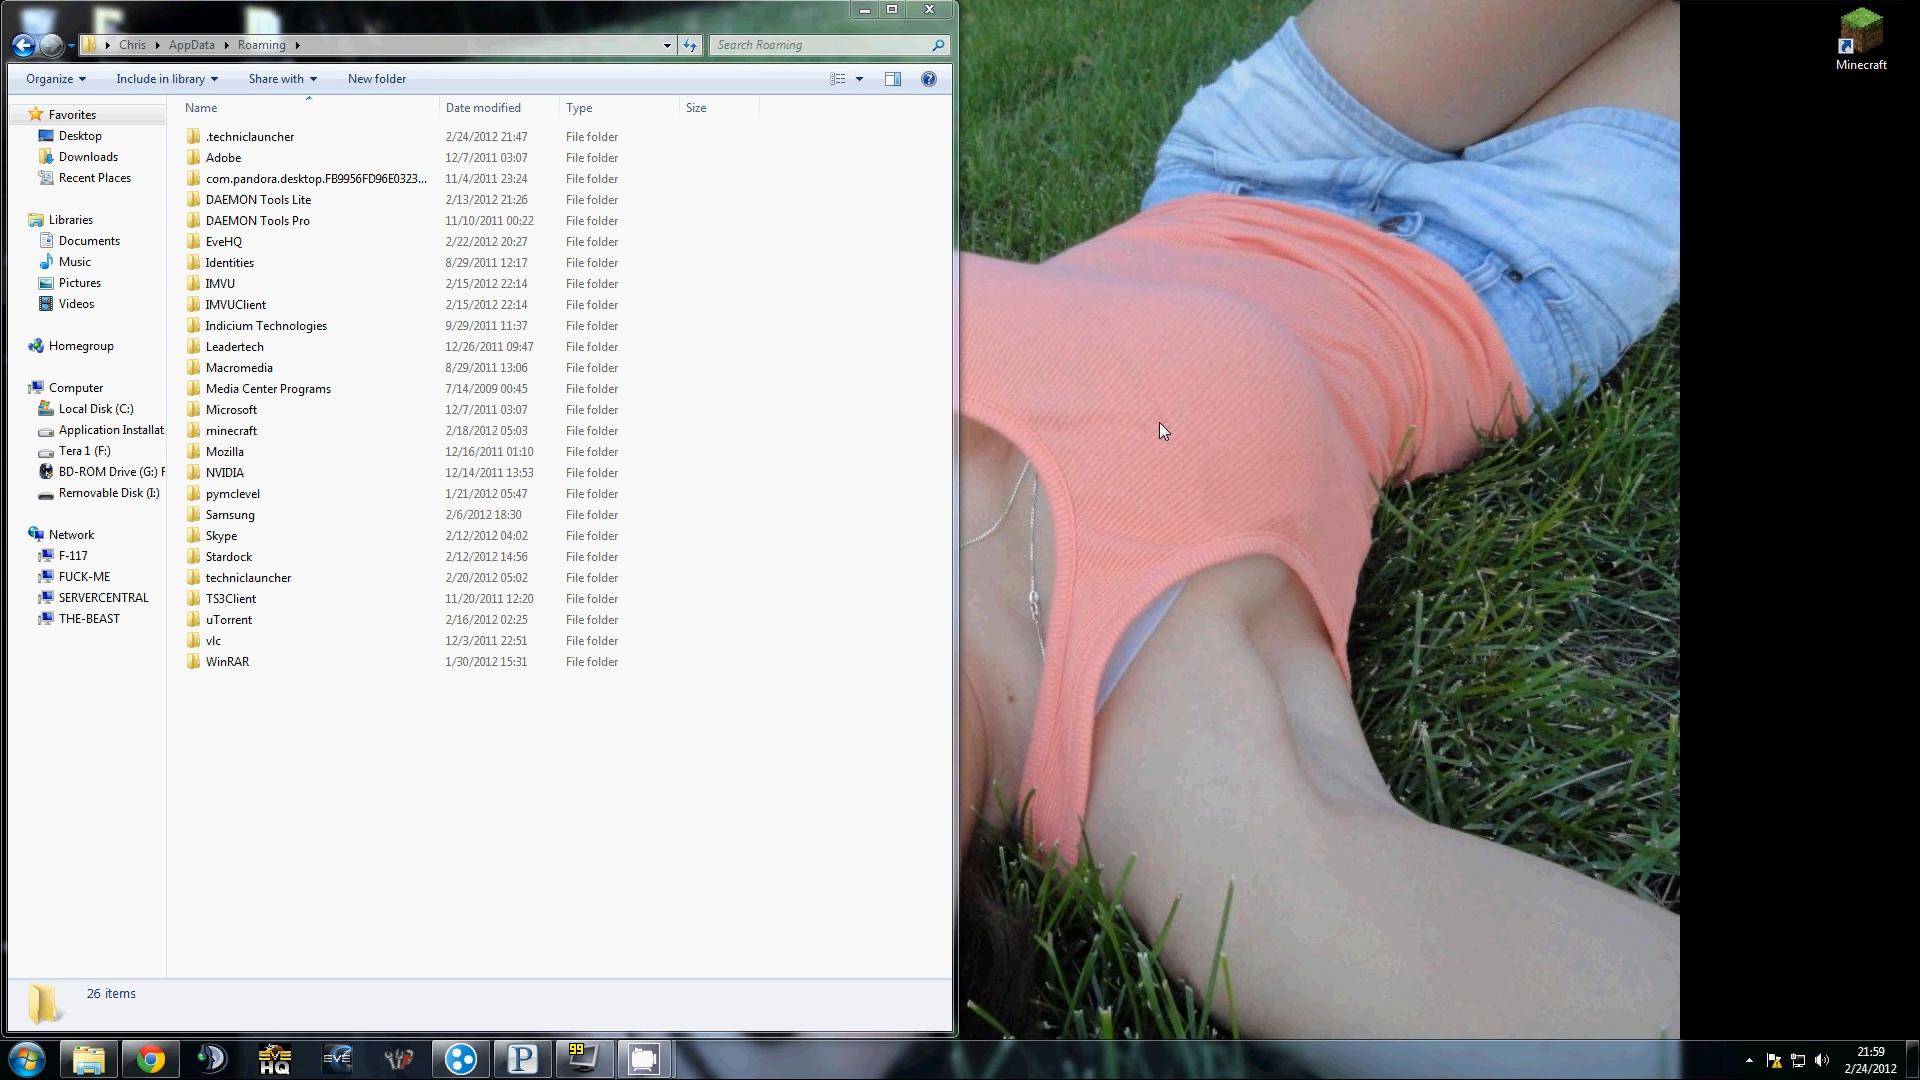 Chris AppData Roaming Search Roaming
Organize Include in library Share with New folder
Name Date modified Type Size
Favorites
Desktop
Downloads
Recent Places
Libraries
Documents
Music
Pictures
Videos
Homegroup
Computer
Local Disk (C:)
Application Installat
Tera 1 (F:)
BD-ROM Drive (G:) F
Removable Disk (I:)
Network
F-117
FUCK-ME
SERVERCENTRAL
THE-BEAST
.techniclauncher 2/24/2012 21:47 File folder
Adobe 12/7/2011 03:07 File folder
com.pandora.desktop.FB9956FD96E0323... 11/4/2011 23:24 File folder
DAEMON Tools Lite 2/13/2012 21:26 File folder
DAEMON Tools Pro 11/10/2011 00:22 File folder
EveHQ 2/22/2012 20:27 File folder
Identities 8/29/2011 12:17 File folder
IMVU 2/15/2012 22:14 File folder
IMVUClient 2/15/2012 22:14 File folder
Indicium Technologies 9/29/2011 11:37 File folder
Leadertech 12/26/2011 09:47 File folder
Macromedia 8/29/2011 13:06 File folder
Media Center Programs 7/14/2009 00:45 File folder
Microsoft 12/7/2011 03:07 File folder
minecraft 2/18/2012 05:03 File folder
Mozilla 12/16/2011 01:10 File folder
NVIDIA 12/14/2011 13:53 File folder
pymclevel 1/21/2012 05:47 File folder
Samsung 2/6/2012 18:30 File folder
Skype 2/12/2012 04:02 File folder
Stardock 2/12/2012 14:56 File folder
techniclauncher 2/20/2012 05:02 File folder
TS3Client 11/20/2011 12:20 File folder
uTorrent 2/16/2012 02:25 File folder
vlc 12/3/2011 22:51 File folder
WinRAR 1/30/2012 15:31 File folder
26 items
Minecraft
EVE HQ
EVE
P
99
21:59
2/24/2012